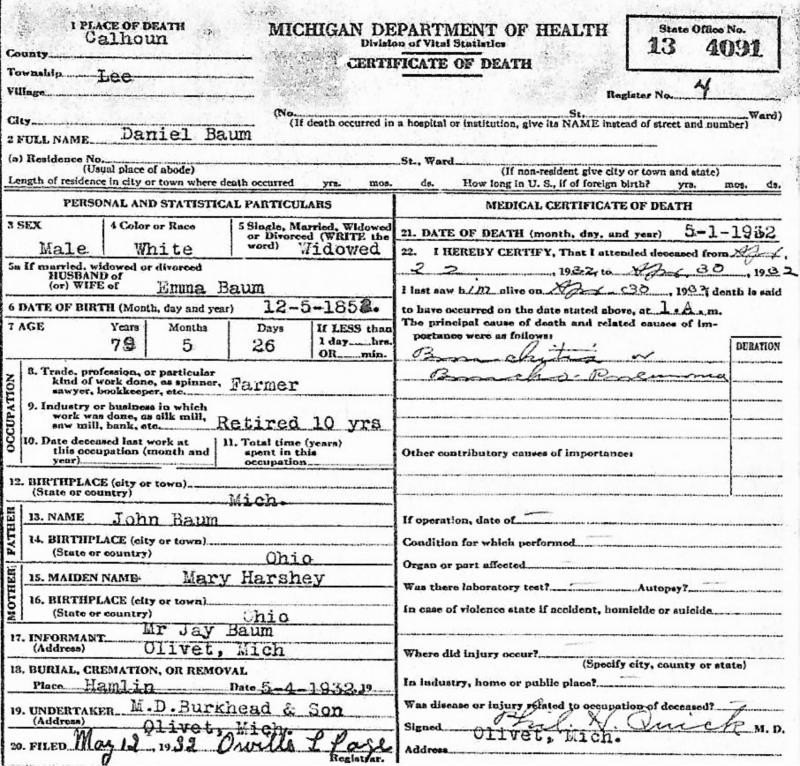 1 PLACE OF DEATH
Calhoun
County
Township Lee
Village
City
MICHIGAN DEPARTMENT OF HEALTH
Division of Vital Statistics
CERTIFICATE OF DEATH
State Office No.
13 4091
Register No. 4
(No. St. Ward)
(If death occurred in a hospital or institution, give its NAME instead of street and number)
2 FULL NAME Daniel Baum
(a) Residence No. St., Ward
(Usual place of abode) (If non-resident give city or town and state)
Length of residence in city or town where death occurred yrs. mos. ds. How long in U. S., if of foreign birth? yrs. mos. ds.
PERSONAL AND STATISTICAL PARTICULARS
3 SEX
Male
4 Color or Race
White
5 Single, Married, Widowed
or Divorced (WRITE the
word) Widowed
5a If married, widowed or divorced
HUSBAND of
(or) WIFE of Emma Baum
6 DATE OF BIRTH (Month, day and year) 12-5-185
7 AGE Years Months Days If LESS than
5 26 1 day hrs.
OR min.
OCCUPATION
8. Trade, profession, or particular
kind of work done, as spinner,
sawyer, bookkeeper, etc. Farmer
9. Industry or business in which
work was done, as silk mill,
saw mill, bank, etc. Retired 10 yrs
10. Date deceased last work at
this occupation (month and
year)
11. Total time (years)
spent in this
occupation
12. BIRTHPLACE (city or town)
(State or country) Mich.
FATHER
13. NAME John Baum
14. BIRTHPLACE (city or town)
(State or country) Ohio
MOTHER
15. MAIDEN NAME Mary Harshey
16. BIRTHPLACE (city or town)
(State or country) Ohio
17. INFORMANT Mr Jay Baum
(Address) Olivet, Mich
18. BURIAL, CREMATION, OR REMOVAL
Place Hamlin Date 5-4-1932 19
19. UNDERTAKER M.D.Burkhead & Son
(Address) Olivet, Mich.
20. FILED May 12, 1932 Orville L Page
Registrar.
MEDICAL CERTIFICATE OF DEATH
21. DATE OF DEATH (month, day, and year) 5-1-1932
22. I HEREBY CERTIFY, That I attended deceased from Apr.
22, 1932 to Apr 30, 1932
I last saw him alive on Apr 30, 1932 death is said
to have occurred on the date stated above, at 1.A.m.
The principal cause of death and related causes of im-
portance were as follows:
DURATION
Bronchitis
Broncho-Pneumonia
Other contributory causes of importance:
If operation, date of
Condition for which performed
Organ or part affected
Was there laboratory test? Autopsy?
In case of violence state if accident, homicide or suicide
Where did injury occur?
(Specify city, county or state)
In industry, home or public place?
Was disease or injury related to occupation of deceased?
Signed Phil H Quick M. D.
Olivet, Mich.
Address